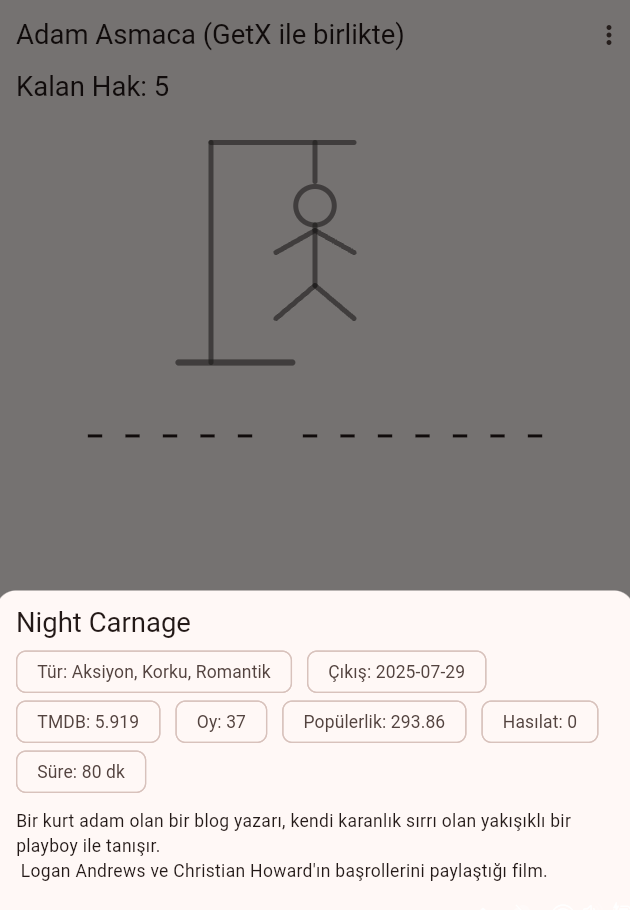 Adam Asmaca (GetX ile birlikte)
Kalan Hak: 5
_ _ _ _ _  _ _ _ _ _ _ _
Night Carnage
Tür: Aksiyon, Korku, Romantik
Çıkış: 2025-07-29
TMDB: 5.919
Oy: 37
Popülerlik: 293.86
Hasılat: 0
Süre: 80 dk
Bir kurt adam olan bir blog yazarı, kendi karanlık sırrı olan yakışıklı bir
playboy ile tanışır.
Logan Andrews ve Christian Howard'ın başrollerini paylaştığı film.